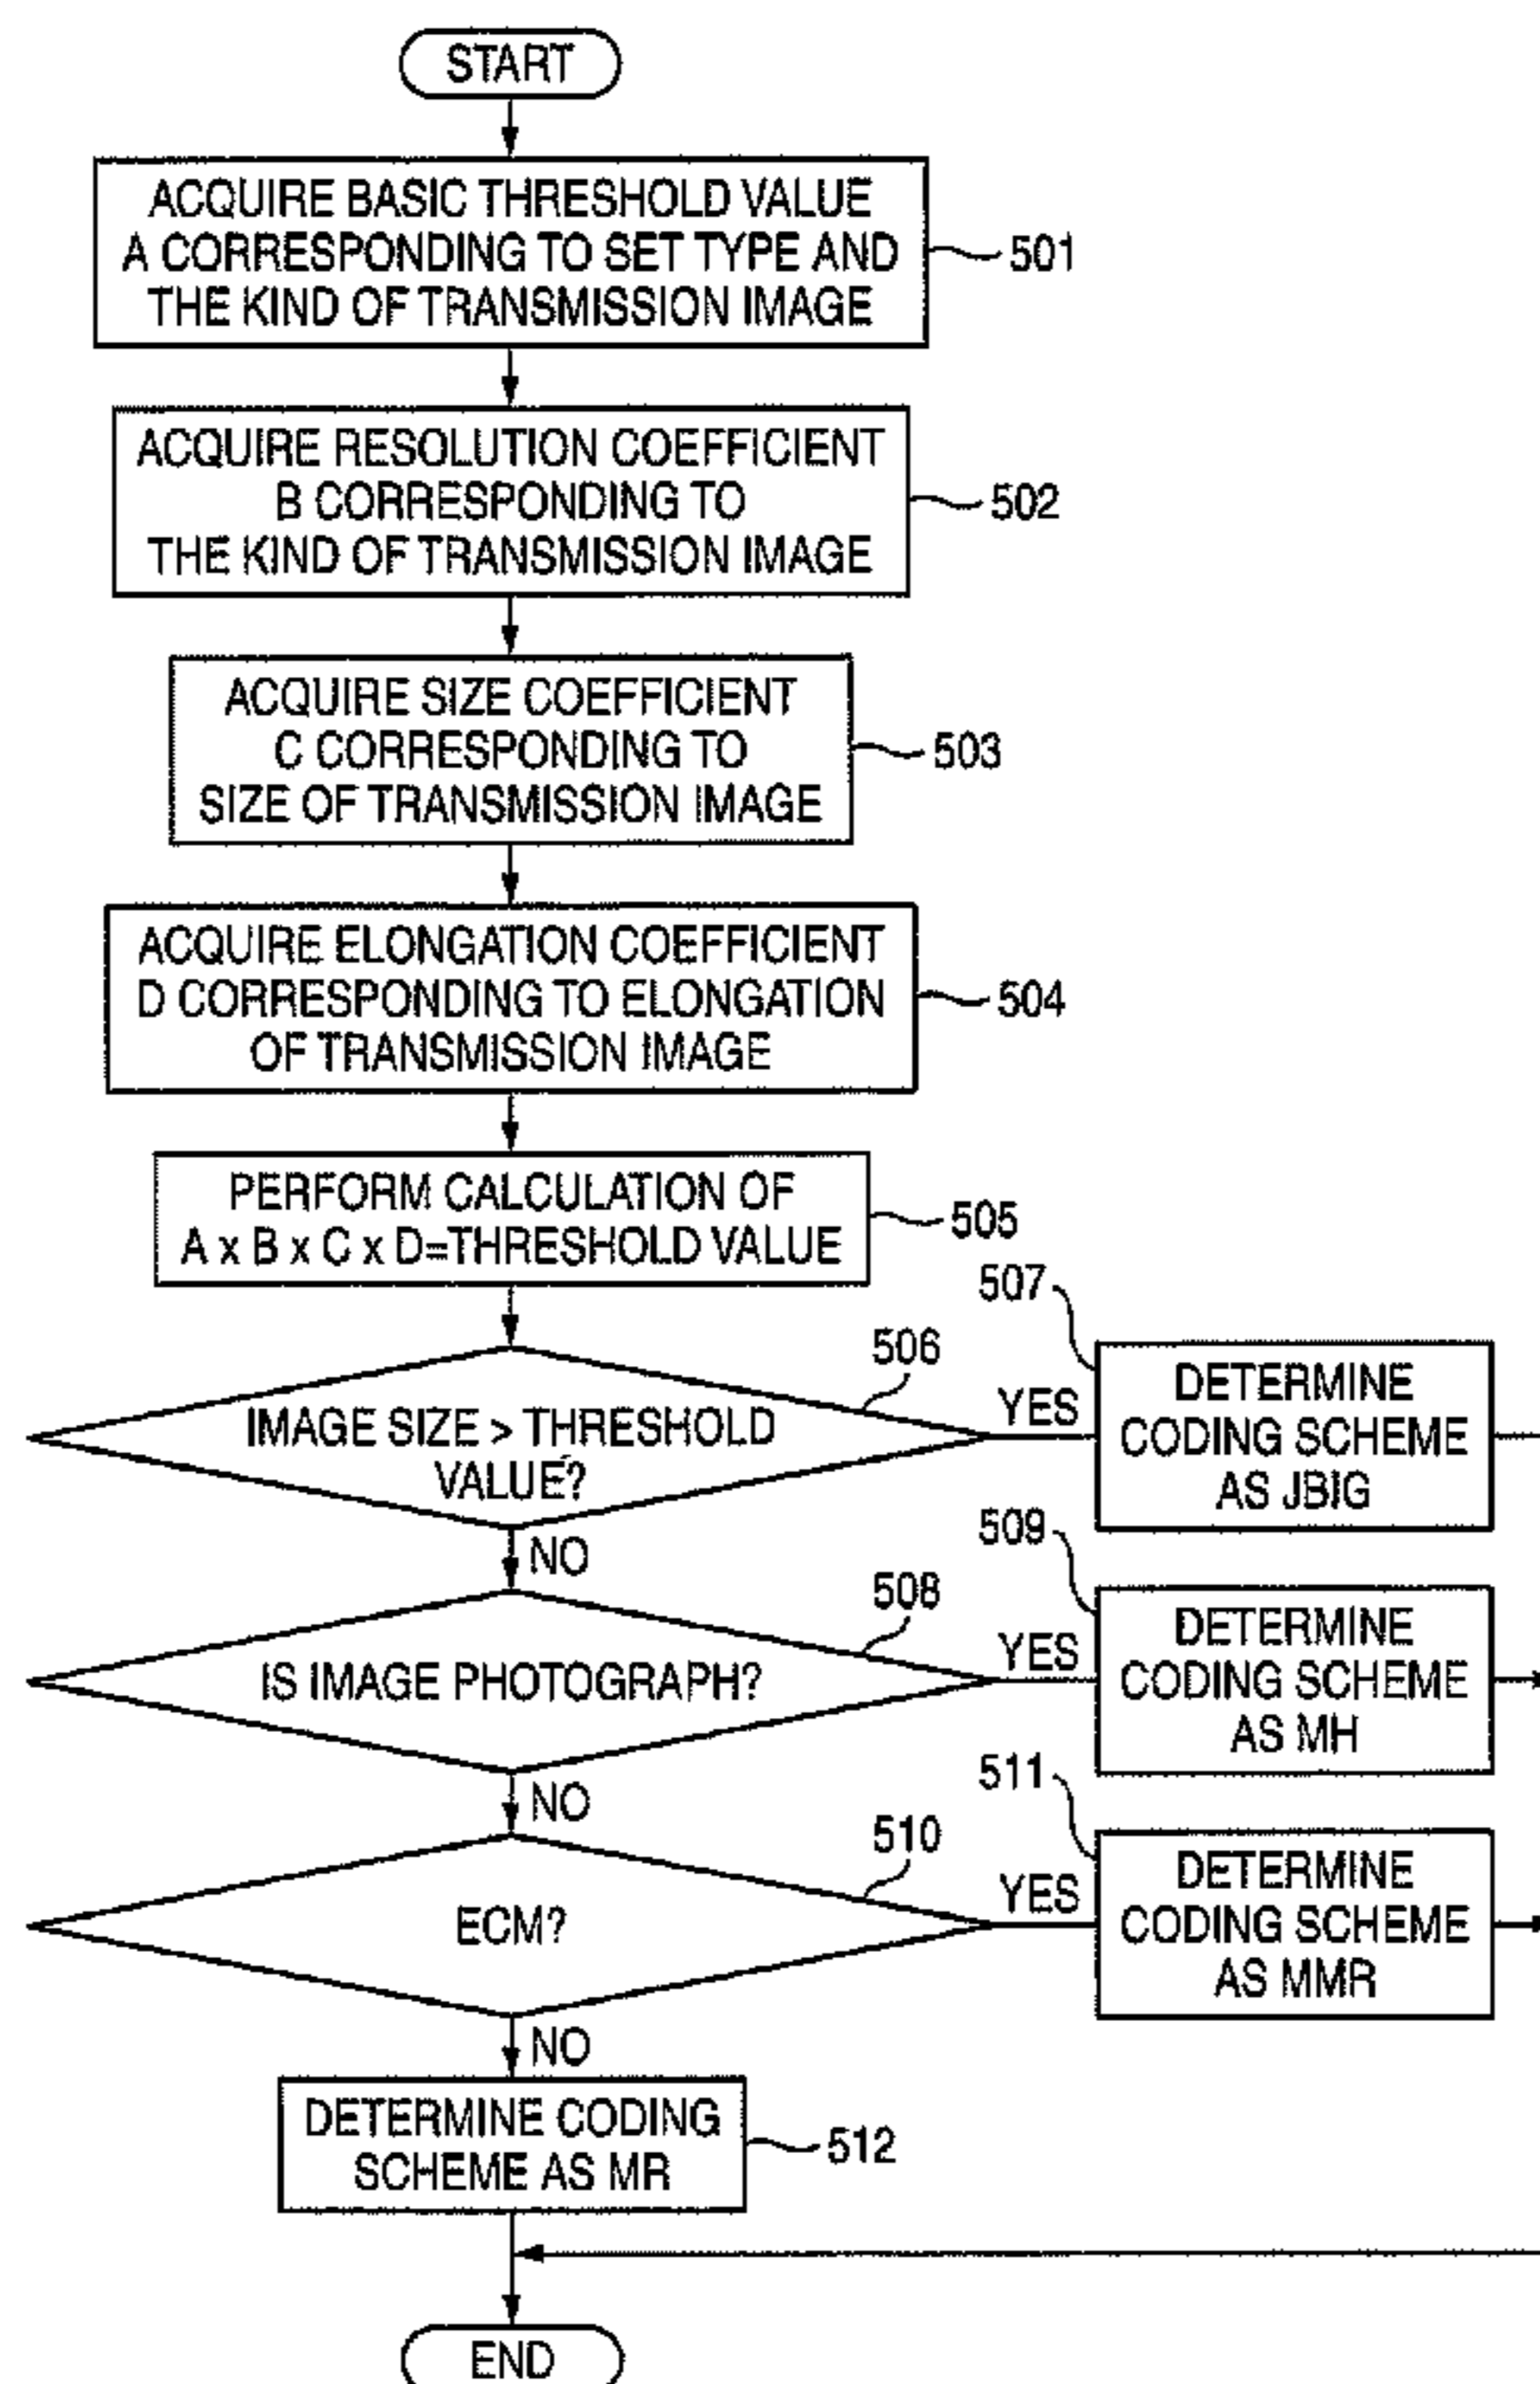 START
ACQUIRE BASIC THRESHOLD VALUE
A CORRESPONDING TO SET TYPE AND
THE KIND OF TRANSMISSION IMAGE
501
ACQUIRE RESOLUTION COEFFICIENT
B CORRESPONDING TO
THE KIND OF TRANSMISSION IMAGE
502
ACQUIRE SIZE COEFFICIENT
C CORRESPONDING TO
SIZE OF TRANSMISSION IMAGE
503
ACQUIRE ELONGATION COEFFICIENT
D CORRESPONDING TO ELONGATION
OF TRANSMISSION IMAGE
504
PERFORM CALCULATION OF
A x B x C x D=THRESHOLD VALUE
505
506
IMAGE SIZE > THRESHOLD
VALUE?
YES
507
DETERMINE
CODING SCHEME
AS JBIG
NO
508
IS IMAGE PHOTOGRAPH?
YES
509
DETERMINE
CODING SCHEME
AS MH
NO
510
ECM?
YES
511
DETERMINE
CODING SCHEME
AS MMR
NO
DETERMINE CODING
SCHEME AS MR
512
END